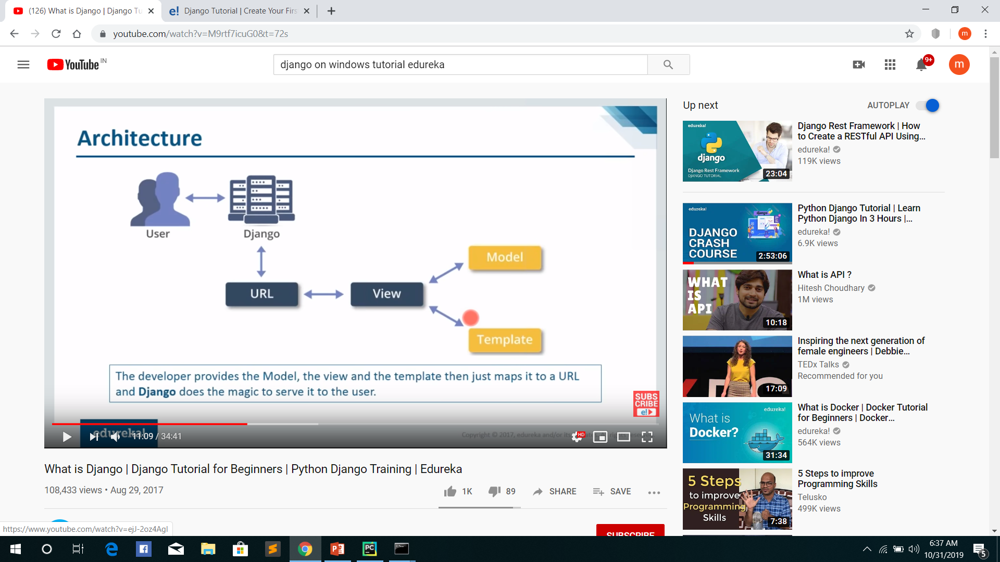 (126) What is Django | Django Tu
Django Tutorial | Create Your Firs
youtube.com/watch?v=M9rtf7icuG0&t=72s
m
YouTube IN
django on windows tutorial edureka
9+
m
Architecture
User
Django
Model
URL
View
Template
The developer provides the Model, the view and the template then just maps it to a URL
and Django does the magic to serve it to the user.
SUBS
CRIBE
e!
edureka!
11:09 / 34:41
HD
Copyright © 2017, edureka and/or its
What is Django | Django Tutorial for Beginners | Python Django Training | Edureka
108,433 views • Aug 29, 2017
1K
89
SHARE
SAVE
SUBSCRIBE
https://www.youtube.com/watch?v=ejJ-2oz4AgI
Up next
AUTOPLAY
edureka!
django
Django Rest Framework
DJANGO TUTORIAL
23:04
Django Rest Framework | How
to Create a RESTful API Using...
edureka!
119K views
edureka!
django
DJANGO
CRASH
COURSE
2:53:06
Python Django Tutorial | Learn
Python Django In 3 Hours |...
edureka!
6.9K views
WHAT
IS
API
10:18
What is API ?
Hitesh Choudhary
1M views
17:09
Inspiring the next generation of
female engineers | Debbie...
TEDx Talks
Recommended for you
edureka!
What is
Docker?
31:34
What is Docker | Docker Tutorial
for Beginners | Docker...
edureka!
564K views
5 Steps
to improve
Programming
Skills
7:38
5 Steps to improve
Programming Skills
Telusko
499K views
PC
6:37 AM
10/31/2019
5